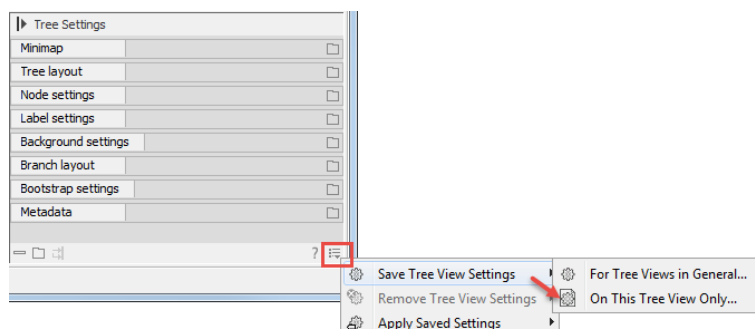 Tree Settings
Minimap
Tree layout
Node settings
Label settings
Background settings
Branch layout
Bootstrap settings
Metadata
?
Save Tree View Settings
For Tree Views in General...
Remove Tree View Settings
On This Tree View Only...
Apply Saved Settings